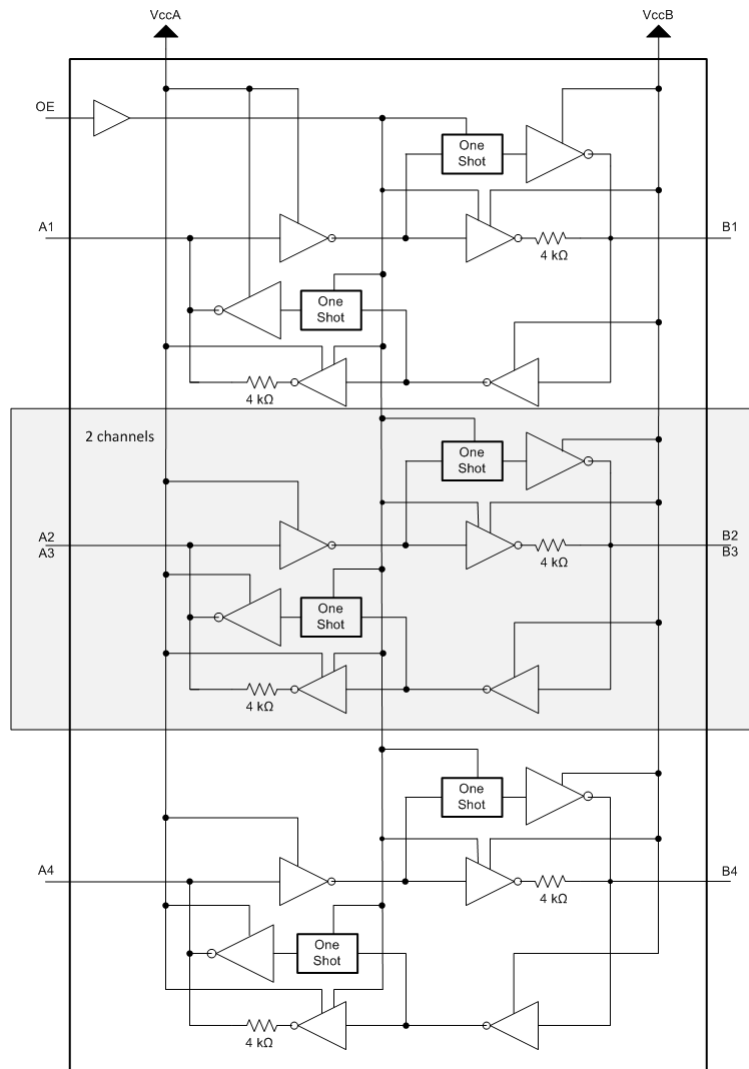 VccA VccB
OE
One
Shot
A1 B1
4 kΩ
One
Shot
4 kΩ
2 channels
One
Shot
A2 B2
A3 B3
4 kΩ
One
Shot
4 kΩ
One
Shot
A4 B4
4 kΩ
One
Shot
4 kΩ